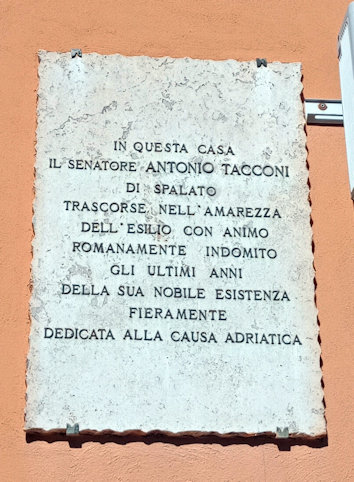 IN QUESTA CASA
IL SENATORE ANTONIO TACCONI
DI SPALATO
TRASCORSE NELL'AMAREZZA
DELL'ESILIO CON ANIMO
ROMANAMENTE INDOMITO
GLI ULTIMI ANNI
DELLA SUA NOBILE ESISTENZA
FIERAMENTE
DEDICATA ALLA CAUSA ADRIATICA